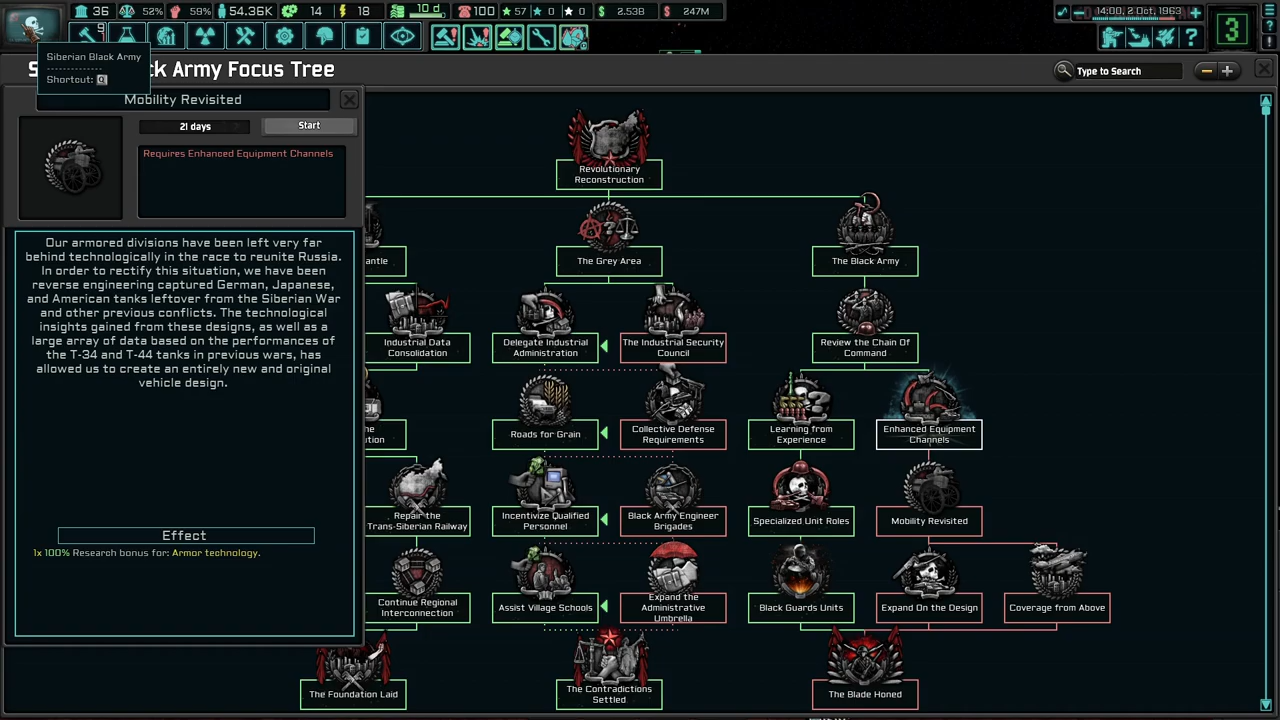 36 52% 59% 54.36K 14 18 10 d 100 57 0 0 2.53B 247M
14:00, 2 Oct, 1963
3
Siberian Black Army
Shortcut: Q
ck Army Focus Tree
Type to Search
Mobility Revisited
21 days
Start
Requires Enhanced Equipment Channels
Our armored divisions have been left very far
behind technologically in the race to reunite Russia.
In order to rectify this situation, we have been
reverse engineering captured German, Japanese,
and American tanks leftover from the Siberian War
and other previous conflicts. The technological
insights gained from these designs, as well as a
large array of data based on the performances of
the T-34 and T-44 tanks in previous wars, has
allowed us to create an entirely new and original
vehicle design.
Effect
1x 100% Research bonus for: Armor technology.
Revolutionary
Reconstruction
antle
The Grey Area
The Black Army
Industrial Data
Consolidation
Delegate Industrial
Administration
The Industrial Security
Council
Review the Chain Of
Command
he
ution
Roads for Grain
Collective Defense
Requirements
Learning from
Experience
Enhanced Equipment
Channels
Repair the
Trans-Siberian Railway
Incentivize Qualified
Personnel
Black Army Engineer
Brigades
Specialized Unit Roles
Mobility Revisited
Continue Regional
Interconnection
Assist Village Schools
Expand the
Administrative
Umbrella
Black Guards Units
Expand On the Design
Coverage from Above
The Foundation Laid
The Contradictions
Settled
The Blade Honed